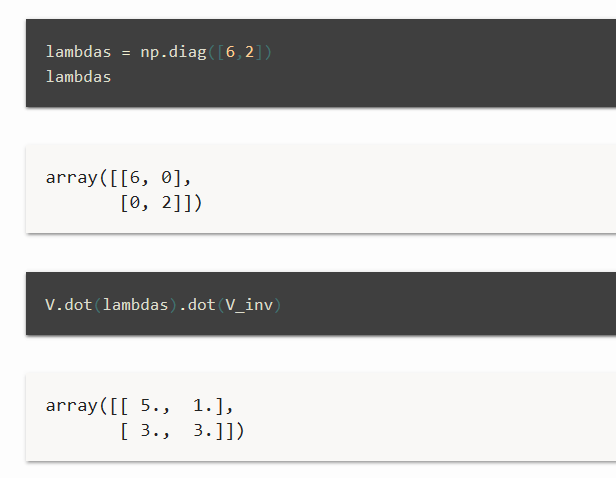 lambdas = np.diag([6,2])
lambdas
array([[6, 0],
       [0, 2]])
V.dot(lambdas).dot(V_inv)
array([[ 5.,  1.],
       [ 3.,  3.]])